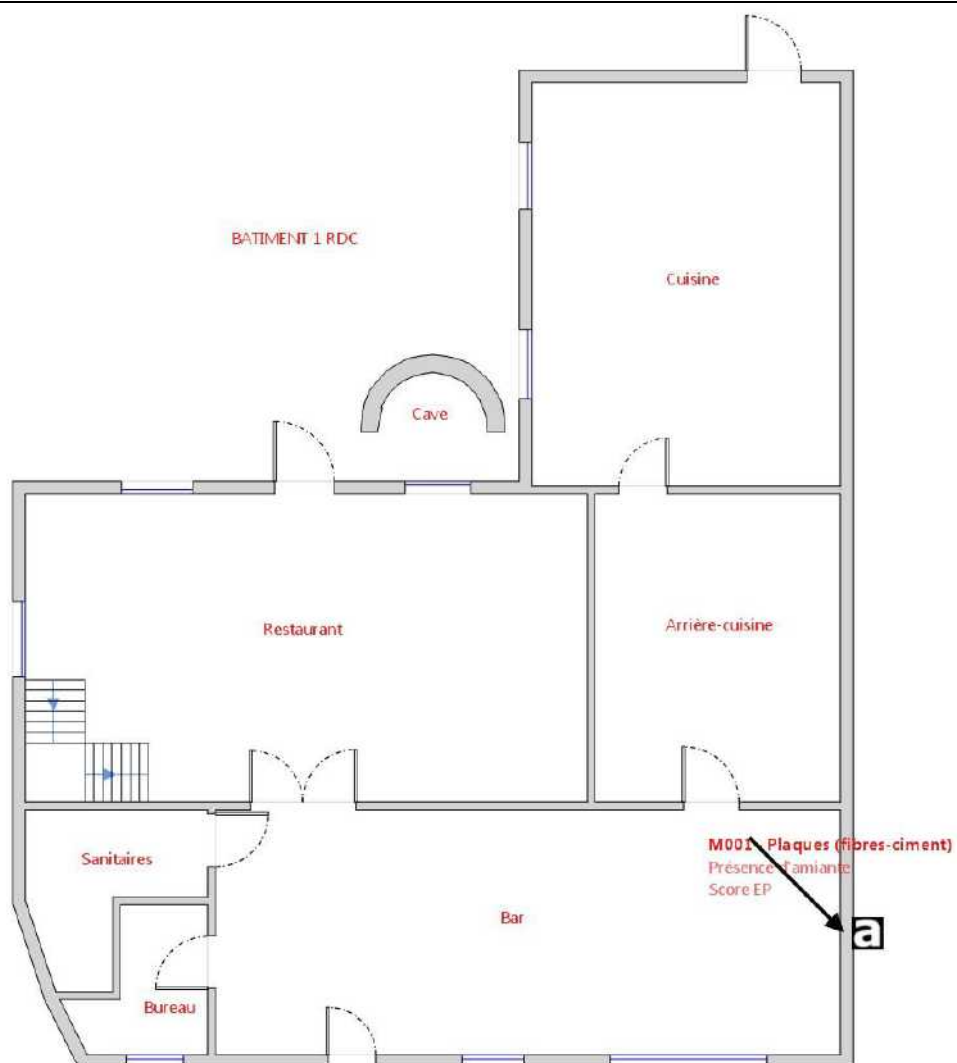 BATIMENT 1 RDC
Cuisine
Cave
Restaurant
Arrière-cuisine
Sanitaires
M001 - Plaques (fibres-ciment)
Présence d'amiante
Score EP
Bar
a
Bureau